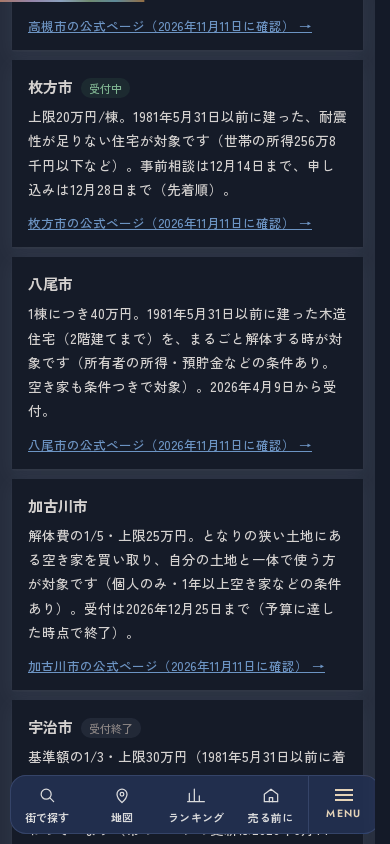 高槻市の公式ページ（2026年11月11日に確認） →
枚方市 受付中
上限20万円/棟。1981年5月31日以前に建った、耐震
性が足りない住宅が対象です（世帯の所得256万8
千円以下など）。事前相談は12月14日まで、申し
込みは12月28日まで（先着順）。
枚方市の公式ページ（2026年11月11日に確認） →
八尾市
1棟につき40万円。1981年5月31日以前に建った木造
住宅（2階建てまで）を、まるごと解体する時が対
象です（所有者の所得・預貯金などの条件あり。
空き家も条件つきで対象）。2026年4月9日から受
付。
八尾市の公式ページ（2026年11月11日に確認） →
加古川市
解体費の1/5・上限25万円。となりの狭い土地にあ
る空き家を買い取り、自分の土地と一体で使う方
が対象です（個人のみ・1年以上空き家などの条件
あり）。受付は2026年12月25日まで（予算に達し
た時点で終了）。
加古川市の公式ページ（2026年11月11日に確認） →
宇治市 受付終了
基準額の1/3・上限30万円（1981年5月31日以前に着
街で探す 地図 ランキング 売る前に MENU